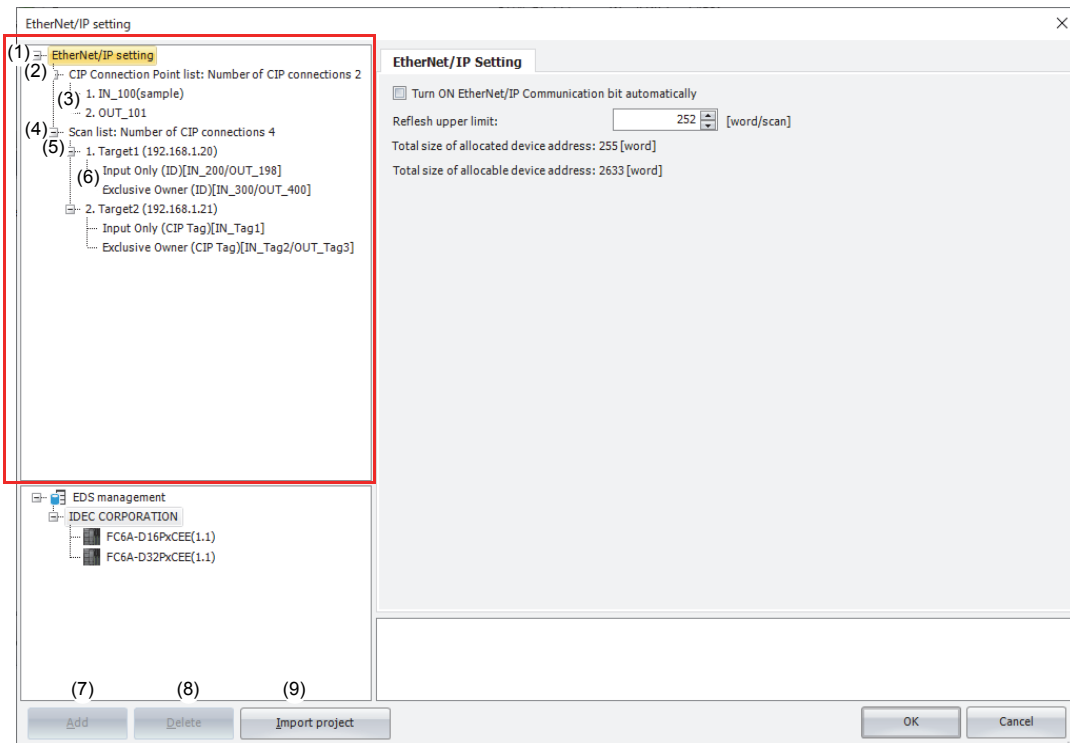 EtherNet/IP setting
(1) EtherNet/IP setting
(2) CIP Connection Point list: Number of CIP connections 2
(3) 1. IN_100(sample)
2. OUT_101
(4) Scan list: Number of CIP connections 4
(5) 1. Target1 (192.168.1.20)
(6) Input Only (ID)[IN_200/OUT_198]
Exclusive Owner (ID)[IN_300/OUT_400]
2. Target2 (192.168.1.21)
Input Only (CIP Tag)[IN_Tag1]
Exclusive Owner (CIP Tag)[IN_Tag2/OUT_Tag3]
EtherNet/IP Setting
Turn ON EtherNet/IP Communication bit automatically
Reflesh upper limit: 252 [word/scan]
Total size of allocated device address: 255 [word]
Total size of allocable device address: 2633 [word]
EDS management
IDEC CORPORATION
FC6A-D16PxCEE(1.1)
FC6A-D32PxCEE(1.1)
(7) (8) (9)
Add Delete Import project OK Cancel